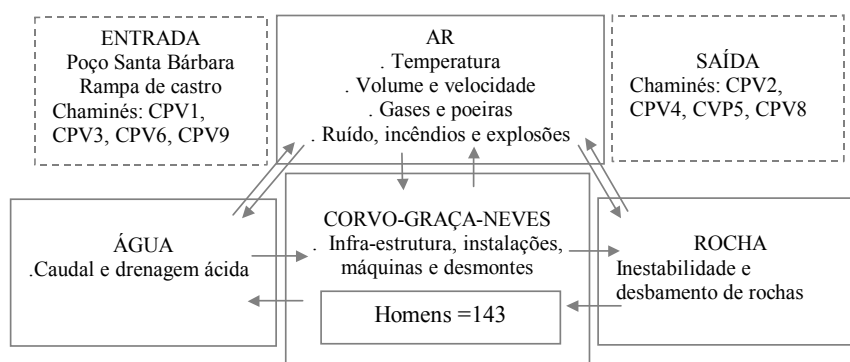 ENTRADA
Poço Santa Bárbara
Rampa de castro
Chaminés: CPV1,
CPV3, CPV6, CPV9
AR
. Temperatura
. Volume e velocidade
. Gases e poeiras
. Ruído, incêndios e explosões
SAÍDA
Chaminés: CPV2,
CPV4, CVP5, CPV8
ÁGUA
.Caudal e drenagem ácida
CORVO-GRAÇA-NEVES
. Infra-estrutura, instalações,
máquinas e desmontes
Homens =143
ROCHA
Inestabilidade e
desbamento de rochas